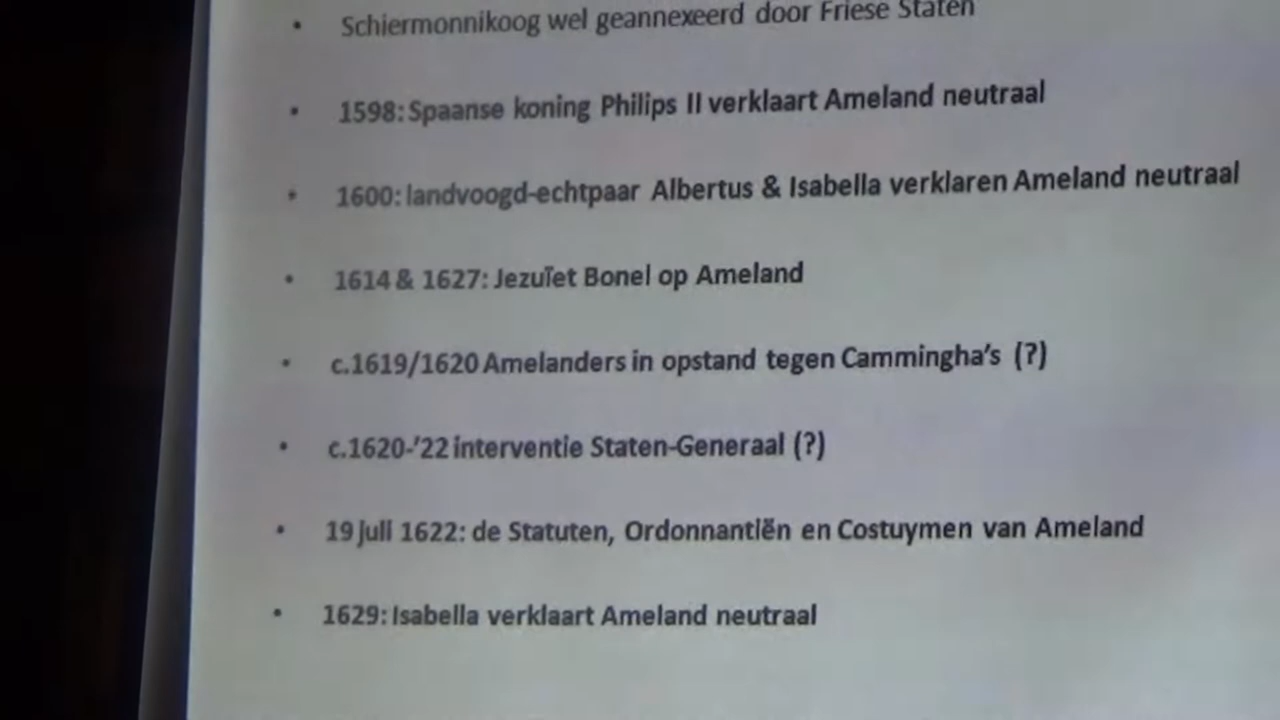 • Schiermonnikoog wel geannexeerd door Friese Staten
• 1598: Spaanse koning Philips II verklaart Ameland neutraal
• 1600: landvoogd-echtpaar Albertus & Isabella verklaren Ameland neutraal
• 1614 & 1627: Jezuïet Bonel op Ameland
• c.1619/1620 Amelanders in opstand tegen Cammingha's (?)
• c.1620-'22 interventie Staten-Generaal (?)
• 19 juli 1622: de Statuten, Ordonnantiën en Costuymen van Ameland
• 1629: Isabella verklaart Ameland neutraal